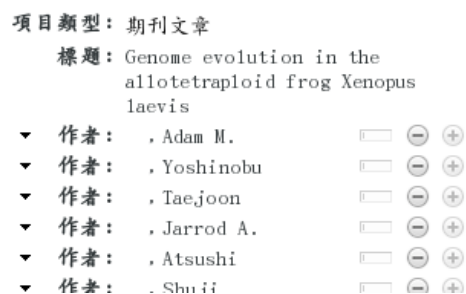 項目類型: 期刊文章
標題: Genome evolution in the
allotetraploid frog Xenopus
laevis
作者: , Adam M.
作者: , Yoshinobu
作者: , Taejoon
作者: , Jarrod A.
作者: , Atsushi
作者: , Shuji